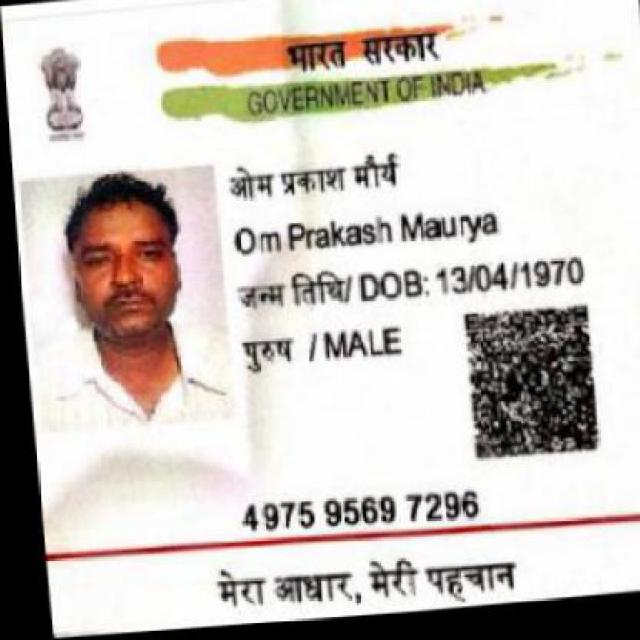 भारत सरकार
GOVERNMENT OF INDIA
ओम प्रकाश मौर्य
Om Prakash Maurya
जन्म तिथि/ DOB: 13/04/1970
पुरुष / MALE
4975 9569 7296
मेरा आधार, मेरी पहचान